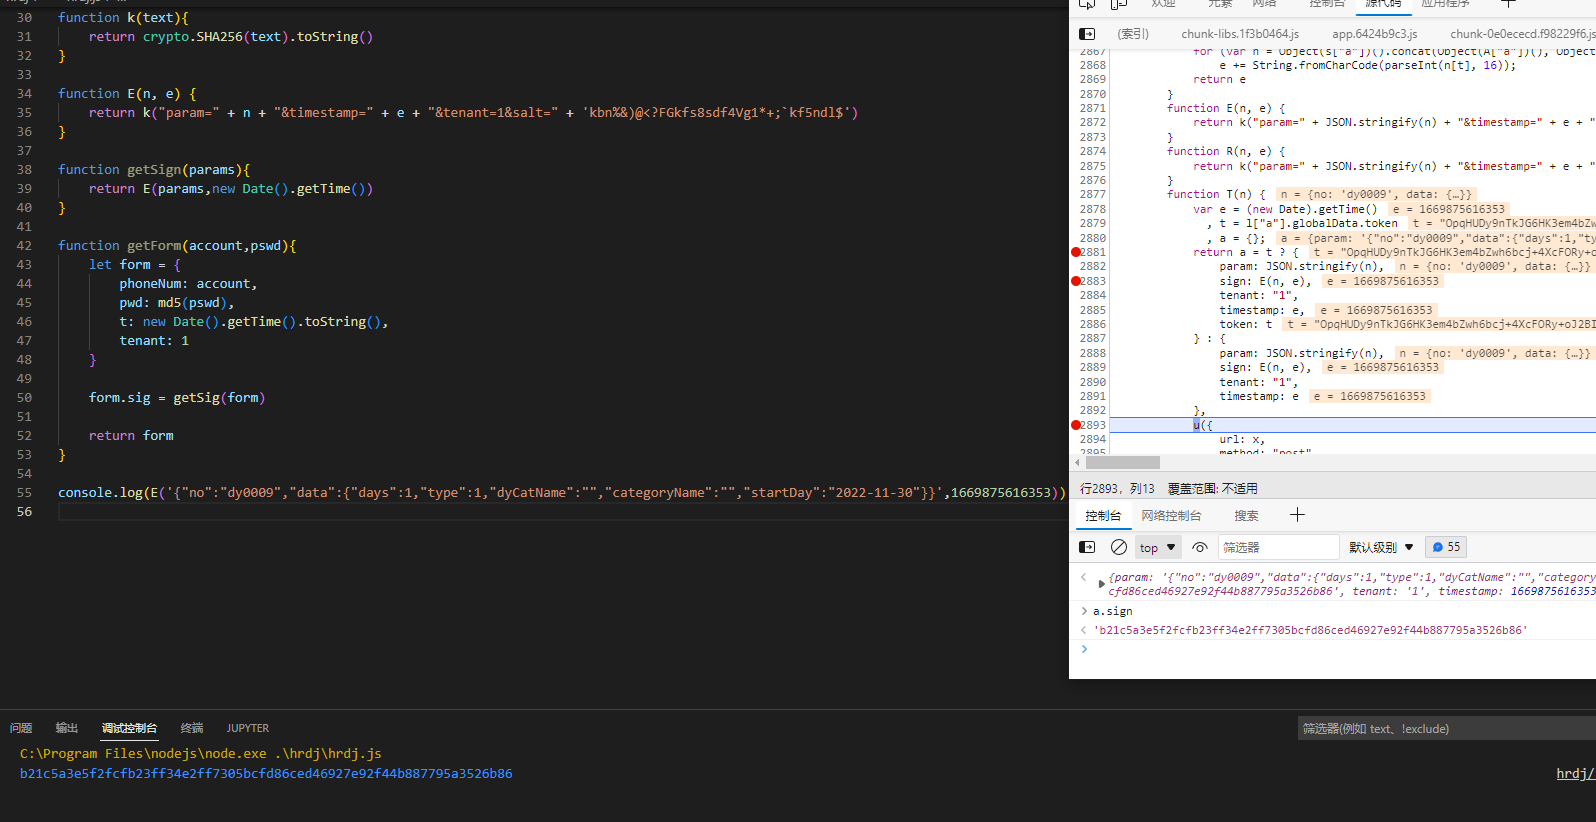 30 function k(text){
31 return crypto.SHA256(text).toString()
32 }
33
34 function E(n, e) {
35 return k("param=" + n + "&timestamp=" + e + "&tenant=1&salt=" + 'kbn%&)@<?FGkfs8sdf4Vg1*+;`kf5ndl$')
36 }
37
38 function getSign(params){
39 return E(params,new Date().getTime())
40 }
41
42 function getForm(account,pswd){
43 let form = {
44 phoneNum: account,
45 pwd: md5(pswd),
46 t: new Date().getTime().toString(),
47 tenant: 1
48 }
49
50 form.sig = getSig(form)
51
52 return form
53 }
54
55 console.log(E('{"no":"dy0009","data":{"days":1,"type":1,"dyCatName":"","categoryName":"","startDay":"2022-11-30"}}',1669875616353))
56
问题 输出 调试控制台 终端 JUPYTER
筛选器(例如 text、!exclude)
C:\Program Files\nodejs\node.exe .\hrdj\hrdj.js
b21c5a3e5f2fcfb23ff34e2ff7305bcfd86ced46927e92f44b887795a3526b86
hrdj/
欢迎 元素 网络 控制台 源代码 应用程序
(索引) chunk-libs.1f3b0464.js app.6424b9c3.js chunk-0e0ececd.f98229f6.js
2867 for (var n = Object(s["a"])().concat(Object(A["a"])(), Object
2868 e += String.fromCharCode(parseInt(n[t], 16));
2869 return e
2870 }
2871 function E(n, e) {
2872 return k("param=" + JSON.stringify(n) + "&timestamp=" + e + "
2873 }
2874 function R(n, e) {
2875 return k("param=" + JSON.stringify(n) + "&timestamp=" + e + "
2876 }
2877 function T(n) { n = {no: 'dy0009', data: {…}}
2878 var e = (new Date).getTime() e = 1669875616353
2879 , t = l["a"].globalData.token t = "OpqHUDy9nTkJG6HK3em4bZw
2880 , a = {}; a = {param: '{"no":"dy0009","data":{"days":1,"ty
2881 return a = t ? { t = "OpqHUDy9nTkJG6HK3em4bZwh6bcj+4XcFORy+o
2882 param: JSON.stringify(n), n = {no: 'dy0009', data: {…}}
2883 sign: E(n, e), e = 1669875616353
2884 tenant: "1",
2885 timestamp: e, e = 1669875616353
2886 token: t t = "OpqHUDy9nTkJG6HK3em4bZwh6bcj+4XcFORy+oJ2BI
2887 } : {
2888 param: JSON.stringify(n), n = {no: 'dy0009', data: {…}}
2889 sign: E(n, e), e = 1669875616353
2890 tenant: "1",
2891 timestamp: e e = 1669875616353
2892 },
2893 u({
2894 url: x,
2895 method: "post"
行2893，列13 覆盖范围: 不适用
控制台 网络控制台 搜索
top 筛选器 默认级别 55
{param: '{"no":"dy0009","data":{"days":1,"type":1,"dyCatName":"","category
cfd86ced46927e92f44b887795a3526b86', tenant: '1', timestamp: 1669875616353
a.sign
'b21c5a3e5f2fcfb23ff34e2ff7305bcfd86ced46927e92f44b887795a3526b86'